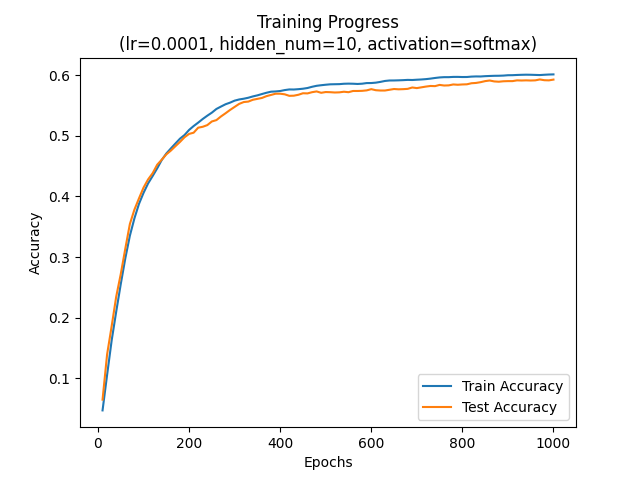 Training Progress
(lr=0.0001, hidden_num=10, activation=softmax)
0.6
0.5
0.4
0.3
0.2
0.1
Accuracy
0 200 400 600 800 1000
Epochs
Train Accuracy
Test Accuracy